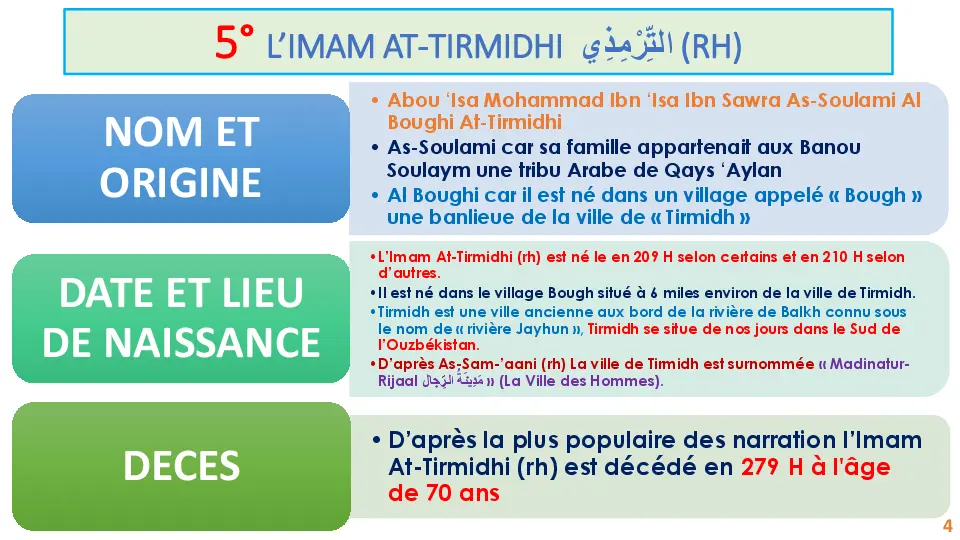 5° L’IMAM AT-TIRMIDHI التِّرْمِذِي (RH)
NOM ET
ORIGINE
• Abou ‘Isa Mohammad Ibn ‘Isa Ibn Sawra As-Soulami Al
Boughi At-Tirmidhi
• As-Soulami car sa famille appartenait aux Banou
Soulaym une tribu Arabe de Qays ‘Aylan
• Al Boughi car il est né dans un village appelé « Bough »
une banlieue de la ville de « Tirmidh »
DATE ET LIEU
DE NAISSANCE
•L’Imam At-Tirmidhi (rh) est né le en 209 H selon certains et en 210 H selon
d’autres.
•Il est né dans le village Bough situé à 6 miles environ de la ville de Tirmidh.
•Tirmidh est une ville ancienne aux bord de la rivière de Balkh connu sous
le nom de « rivière Jayhun », Tirmidh se situe de nos jours dans le Sud de
l’Ouzbékistan.
•D’après As-Sam-’aani (rh) La ville de Tirmidh est surnommée « Madinatur-
Rijaal مَدِينَـةُ الـرِّجال » (La Ville des Hommes).
DECES
• D’après la plus populaire des narration l’Imam
At-Tirmidhi (rh) est décédé en 279 H à l'âge
de 70 ans
4